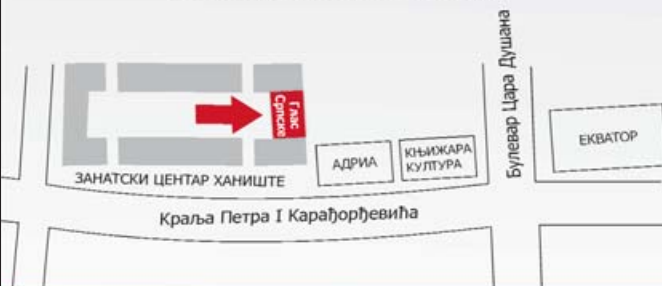 Булевар Цара Душана
Глас
Српске
ЕКВАТОР
АДРИА
КЊИЖАРА
КУЛТУРА
ЗАНАТСКИ ЦЕНТАР ХАНИШТЕ
Краља Петра I Карађорђевића